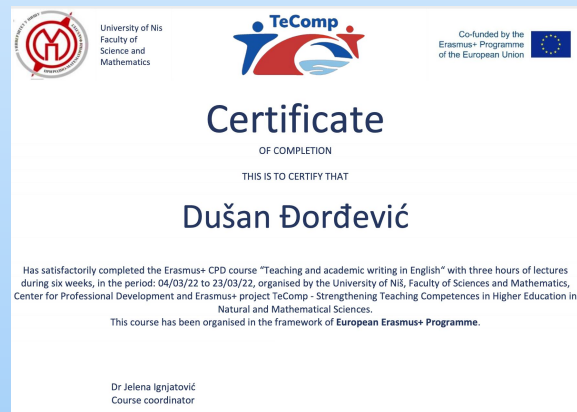 University of Nis
Faculty of
Science and
Mathematics
TeComp
Co-funded by the
Erasmus+ Programme
of the European Union
Certificate
OF COMPLETION
THIS IS TO CERTIFY THAT
Dušan Đorđević
Has satisfactorily completed the Erasmus+ CPD course “Teaching and academic writing in English“ with three hours of lectures
during six weeks, in the period: 04/03/22 to 23/03/22, organised by the University of Niš, Faculty of Sciences and Mathematics,
Center for Professional Development and Erasmus+ project TeComp - Strengthening Teaching Competences in Higher Education in
Natural and Mathematical Sciences.
This course has been organised in the framework of European Erasmus+ Programme.
Dr Jelena Ignjatović
Course coordinator